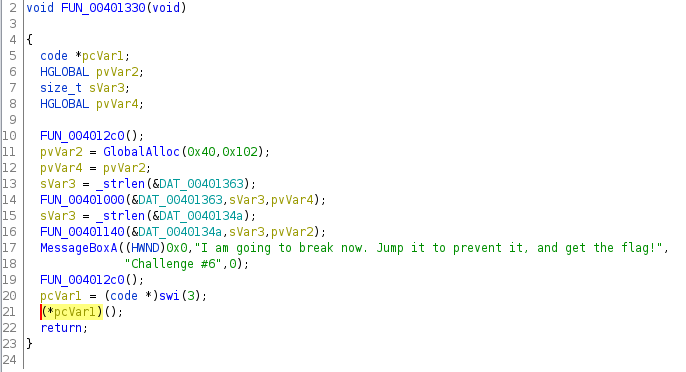 2 void FUN_00401330(void)
3
4 {
5 code *pcVar1;
6 HGLOBAL pvVar2;
7 size_t sVar3;
8 HGLOBAL pvVar4;
9
10 FUN_004012c0();
11 pvVar2 = GlobalAlloc(0x40,0x102);
12 pvVar4 = pvVar2;
13 sVar3 = _strlen(&DAT_00401363);
14 FUN_00401000(&DAT_00401363,sVar3,pvVar4);
15 sVar3 = _strlen(&DAT_0040134a);
16 FUN_00401140(&DAT_0040134a,sVar3,pvVar2);
17 MessageBoxA((HWND)0x0,"I am going to break now. Jump it to prevent it, and get the flag!",
18 "Challenge #6",0);
19 FUN_004012c0();
20 pcVar1 = (code *)swi(3);
21 (*pcVar1)();
22 return;
23 }
24